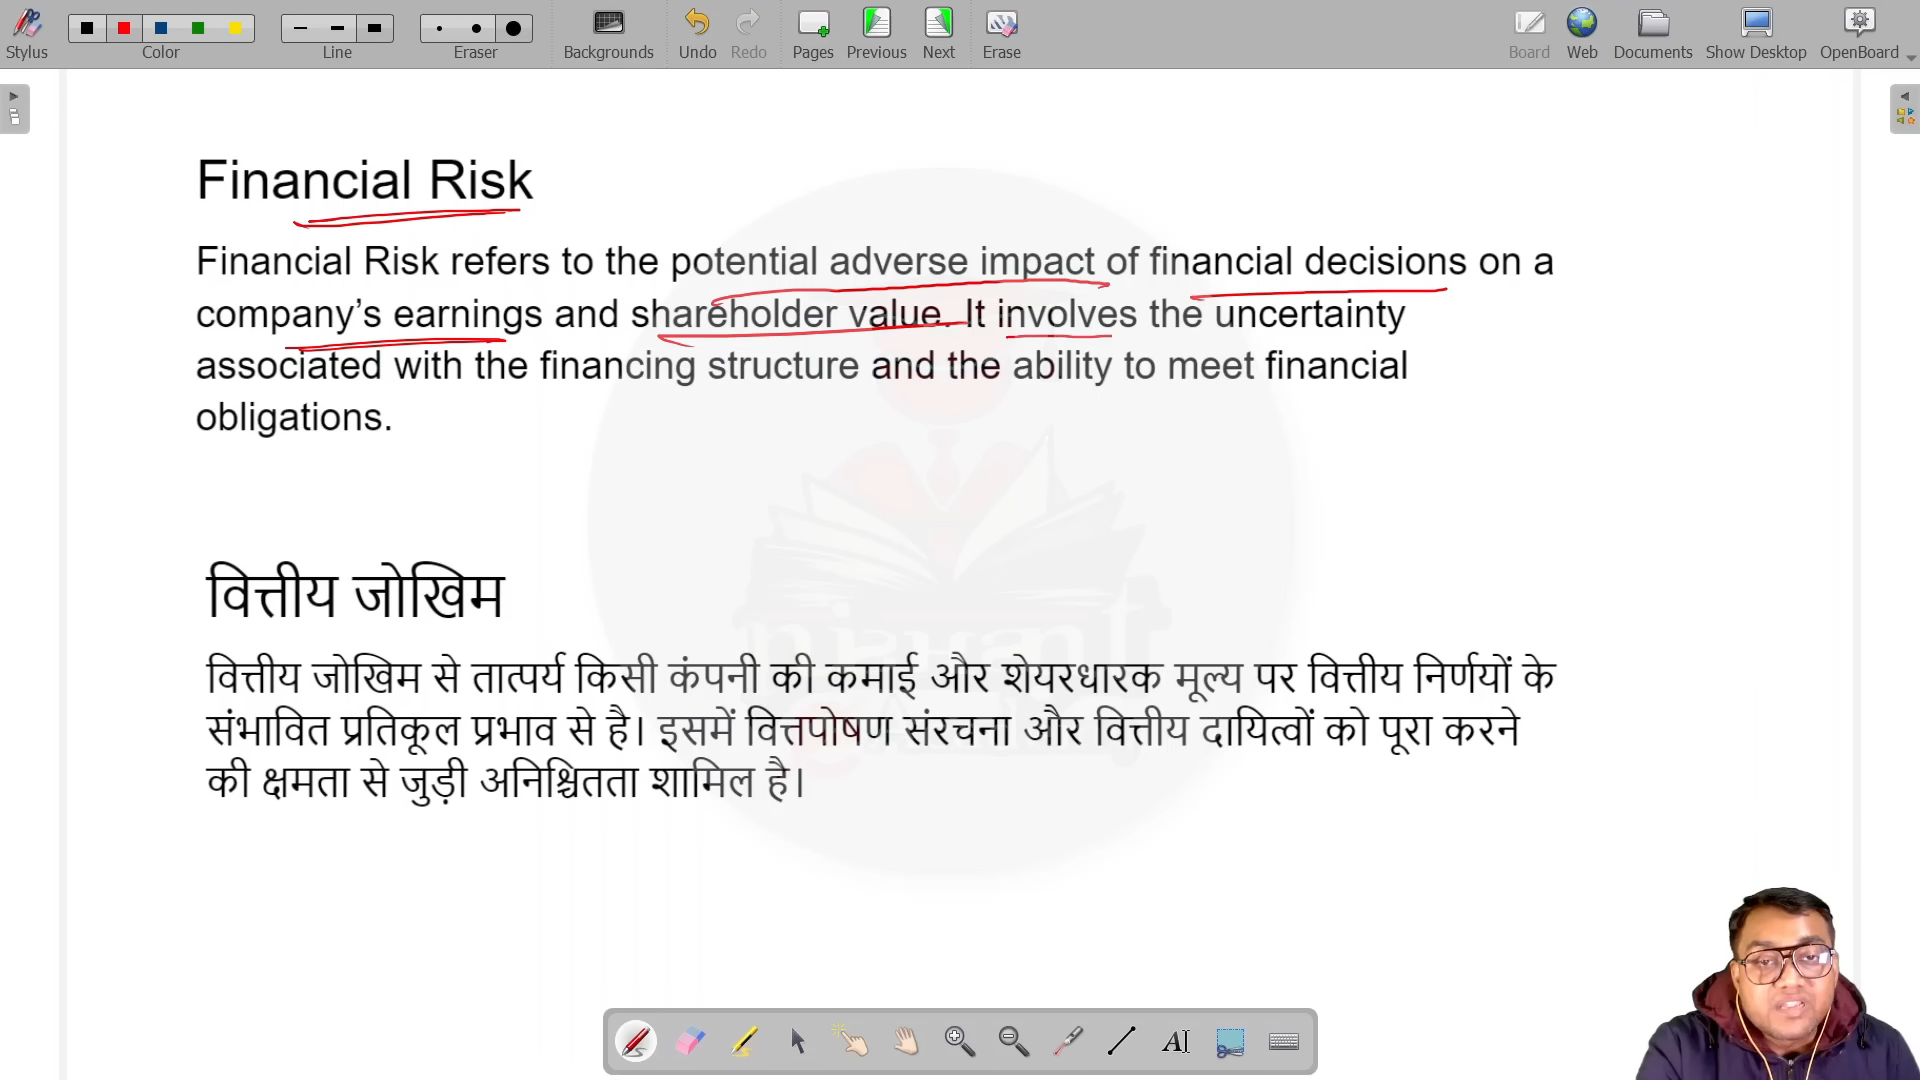 Stylus
Color
Line
Eraser
Backgrounds
Undo
Redo
Pages
Previous
Next
Erase
Board
Web
Documents
Show Desktop
OpenBoard
Financial Risk
Financial Risk refers to the potential adverse impact of financial decisions on a
company’s earnings and shareholder value. It involves the uncertainty
associated with the financing structure and the ability to meet financial
obligations.
वित्तीय जोखिम
वित्तीय जोखिम से तात्पर्य किसी कंपनी की कमाई और शेयरधारक मूल्य पर वित्तीय निर्णयों के
संभावित प्रतिकूल प्रभाव से है। इसमें वित्तपोषण संरचना और वित्तीय दायित्वों को पूरा करने
की क्षमता से जुड़ी अनिश्चितता शामिल है।